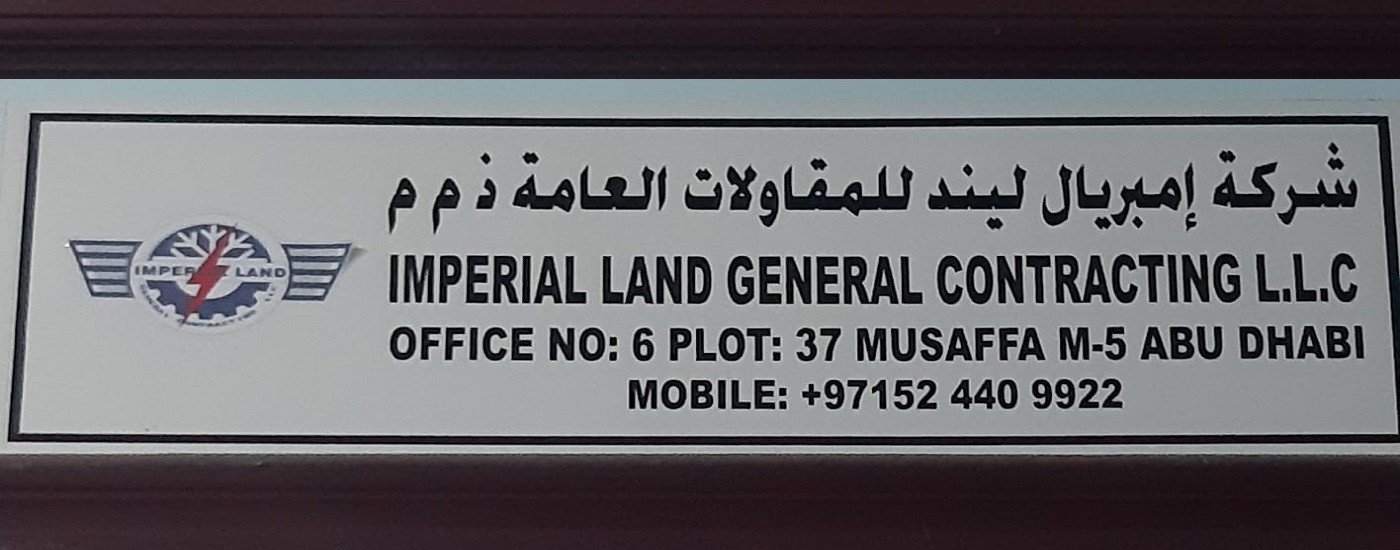 شركة إمبريال ليند للمقاولات العامة ذ م م
IMPERIAL LAND GENERAL CONTRACTING L.L.C
OFFICE NO: 6 PLOT: 37 MUSAFFA M-5 ABU DHABI
MOBILE: +97152 440 9922
LAND